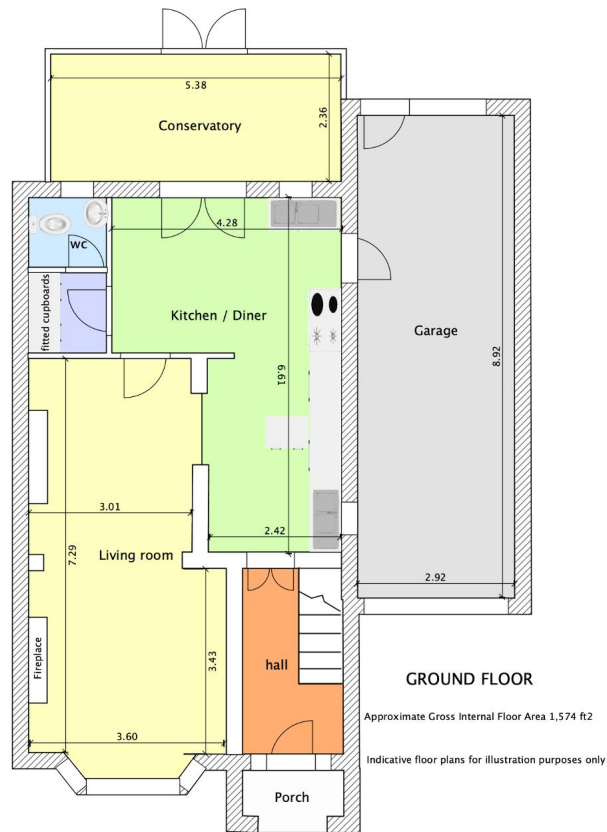 5.38
Conservatory
2.36
4.28
WC
fitted cupboards
Kitchen / Diner
Garage
6.61
8.92
3.01
7.29
Living room
2.42
2.92
Fireplace
3.43
hall
3.60
Porch
GROUND FLOOR
Approximate Gross Internal Floor Area 1,574 ft2
Indicative floor plans for illustration purposes only